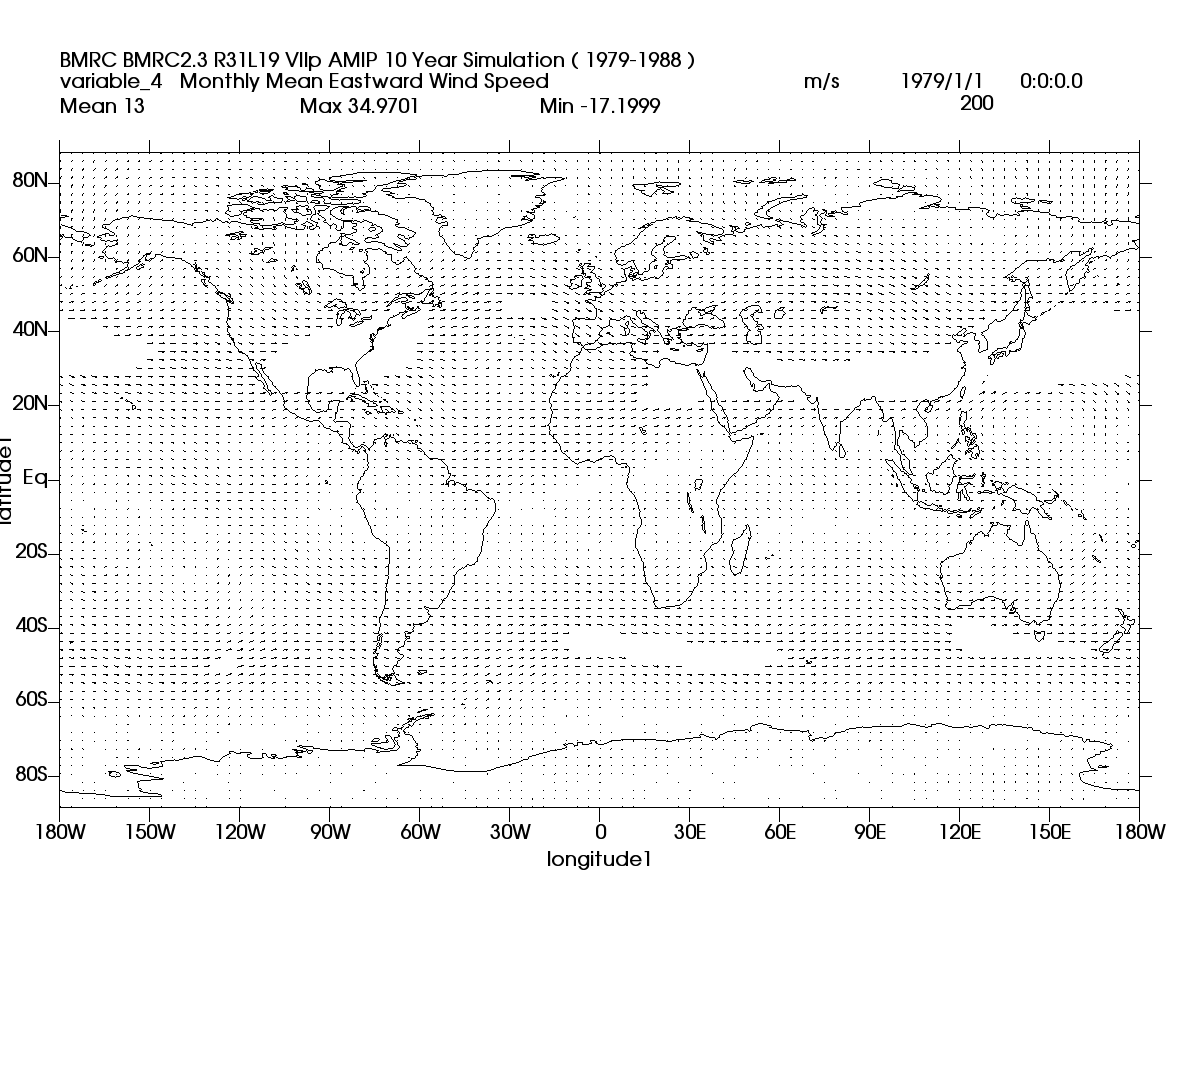 BMRC BMRC2.3 R31L19 VIIp AMIP 10 Year Simulation ( 1979-1988 )
variable_4 Monthly Mean Eastward Wind Speed m/s 1979/1/1 0:0:0.0
Mean 13 Max 34.9701 Min -17.1999 200
80N
60N
40N
20N
Eq
20S
40S
60S
80S
latitude1
180W 150W 120W 90W 60W 30W 0 30E 60E 90E 120E 150E 180W
longitude1